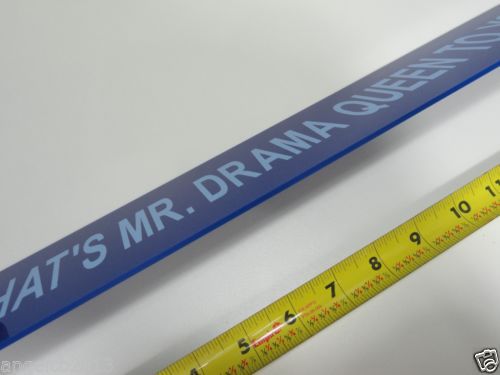 HAT'S MR. DRAMA QUEEN TO
4 5 6 7 8 9 10 11